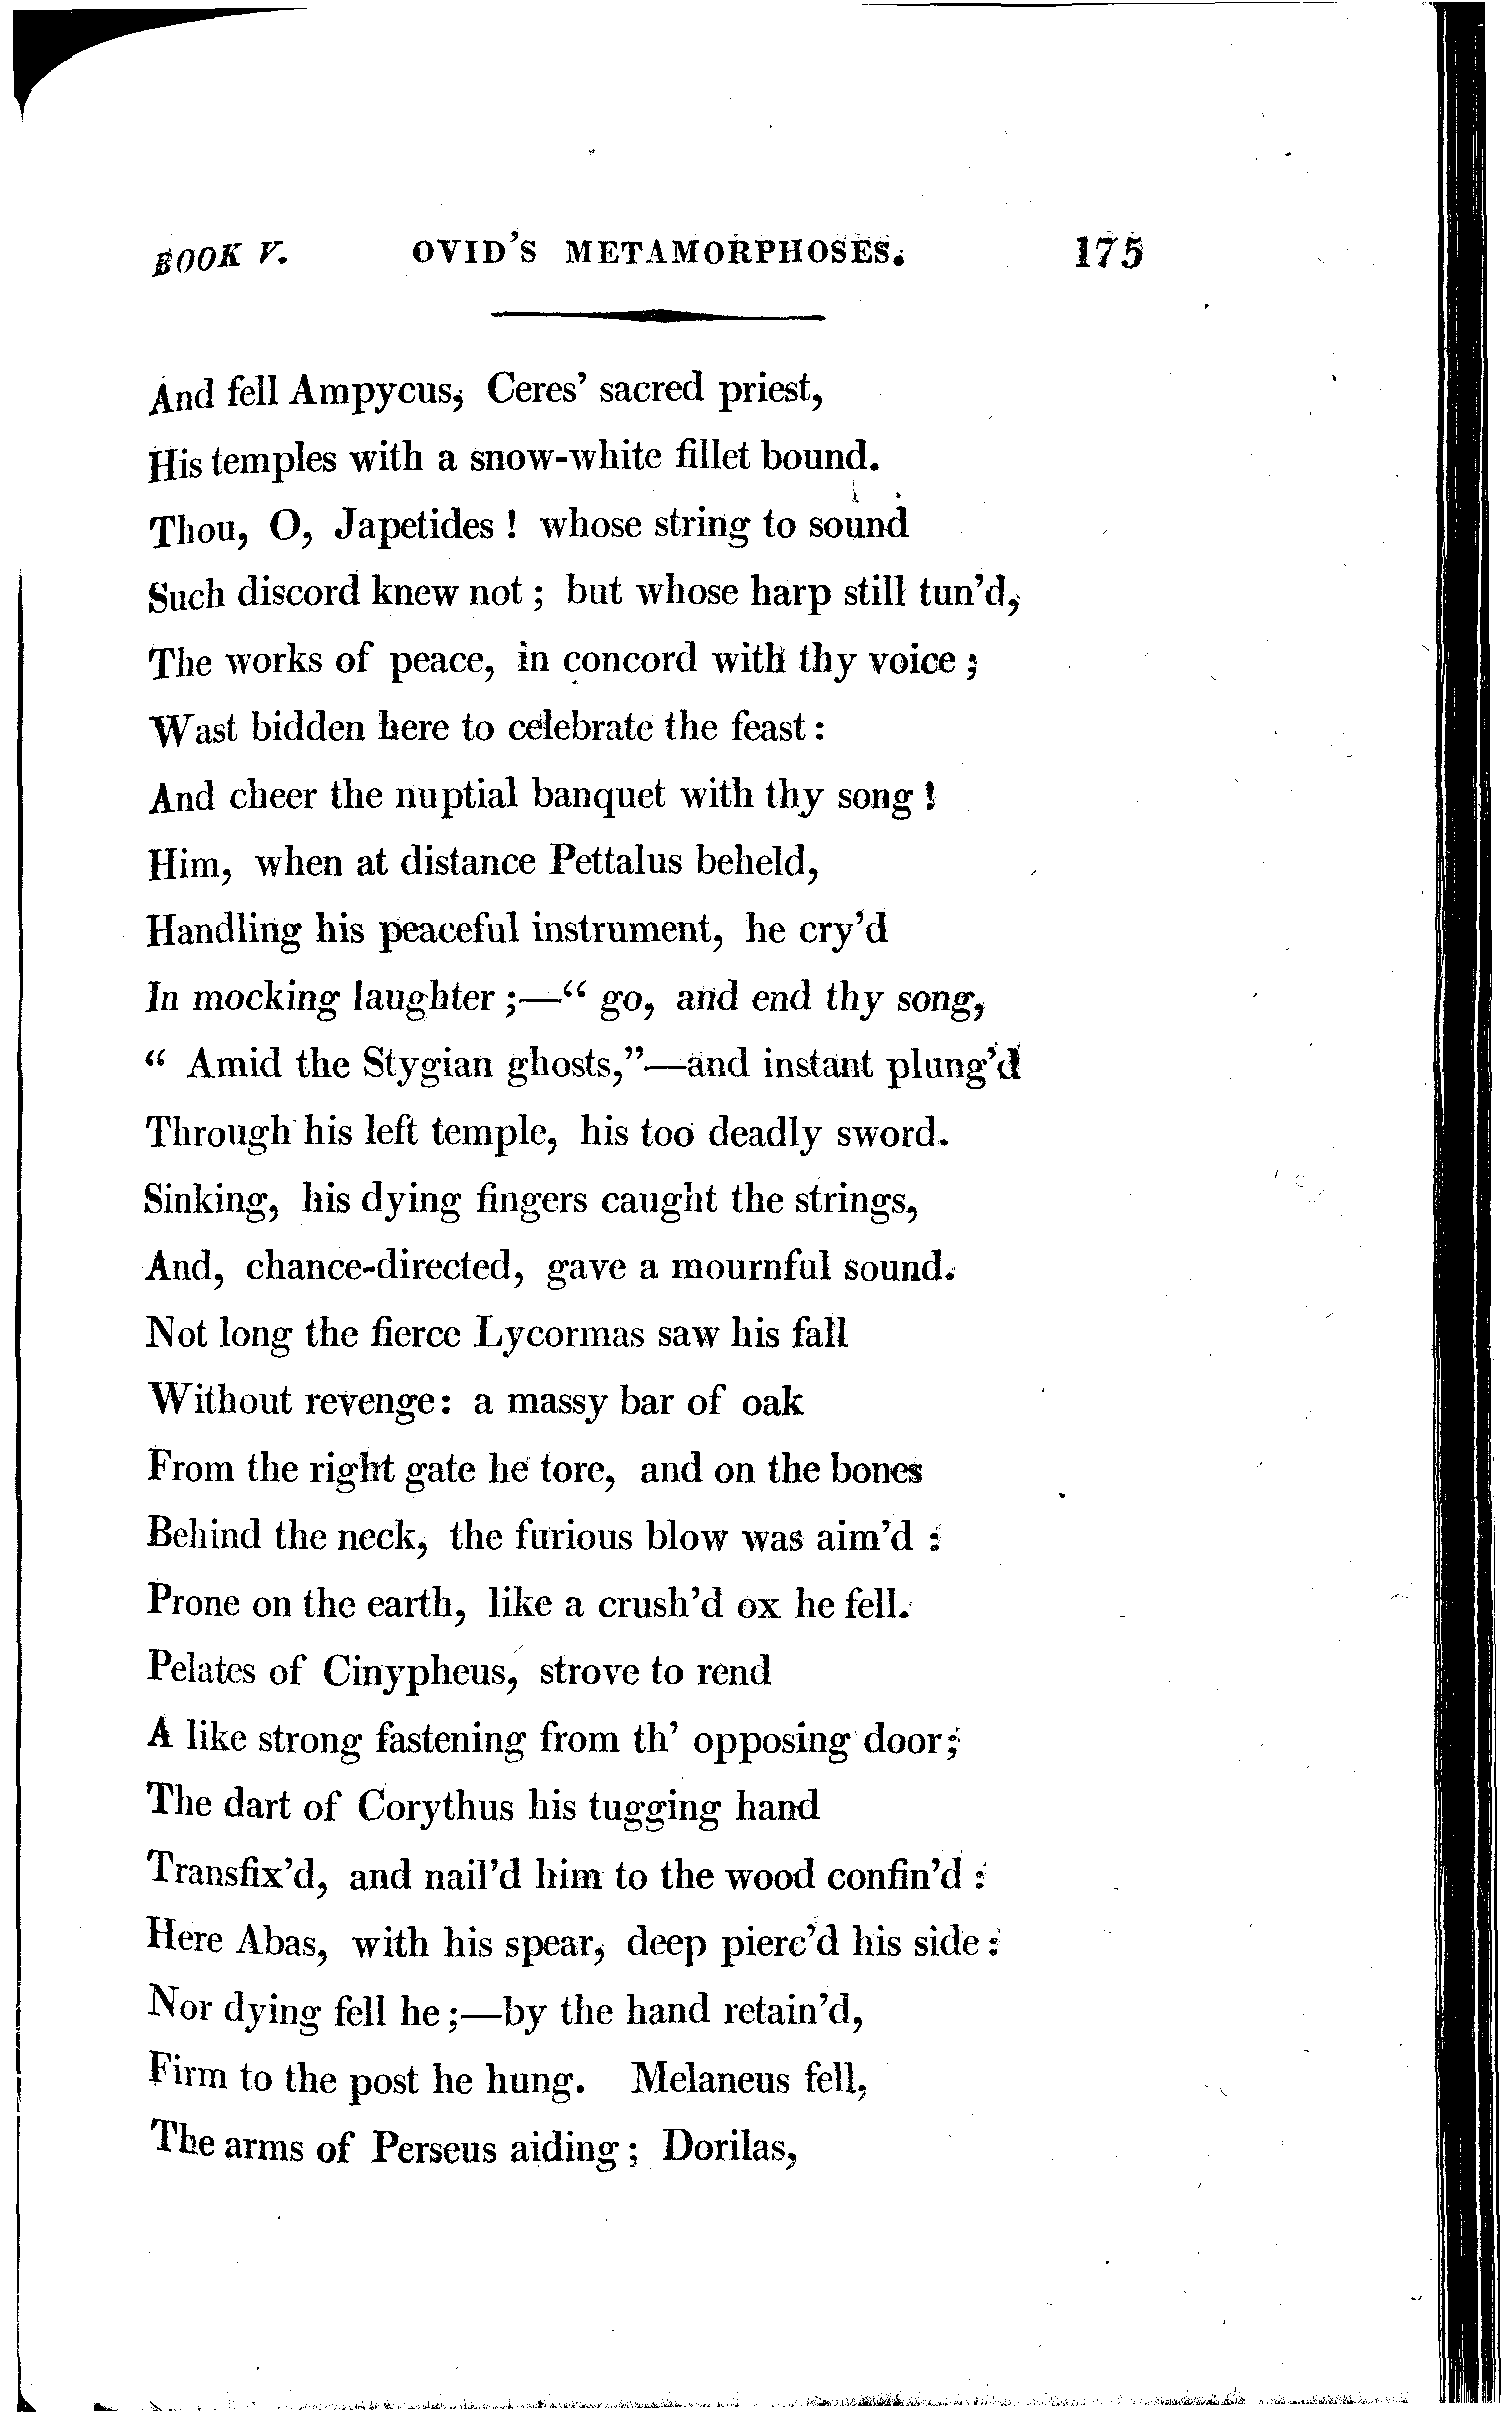 BOOK V. OVID'S METAMORPHOSES. 175
And fell Ampycus, Ceres' sacred priest,
His temples with a snow-white fillet bound.
Thou, O, Japetides ! whose string to sound
Such discord knew not ; but whose harp still tun'd,
The works of peace, in concord with thy voice ;
Wast bidden here to celebrate the feast :
And cheer the nuptial banquet with thy song !
Him, when at distance Pettalus beheld,
Handling his peaceful instrument, he cry'd
In mocking laughter ;—“ go, and end thy song,
“ Amid the Stygian ghosts,”—and instant plung'd
Through his left temple, his too deadly sword.
Sinking, his dying fingers caught the strings,
And, chance-directed, gave a mournful sound.
Not long the fierce Lycormas saw his fall
Without revenge: a massy bar of oak
From the right gate he tore, and on the bones
Behind the neck, the furious blow was aim'd :
Prone on the earth, like a crush'd ox he fell.
Pelates of Cinypheus, strove to rend
A like strong fastening from th' opposing door;
The dart of Corythus his tugging hand
Transfix'd, and nail'd him to the wood confin'd :
Here Abas, with his spear, deep pierc'd his side :
Nor dying fell he ;—by the hand retain'd,
Firm to the post he hung. Melaneus fell,
The arms of Perseus aiding ; Dorilas,